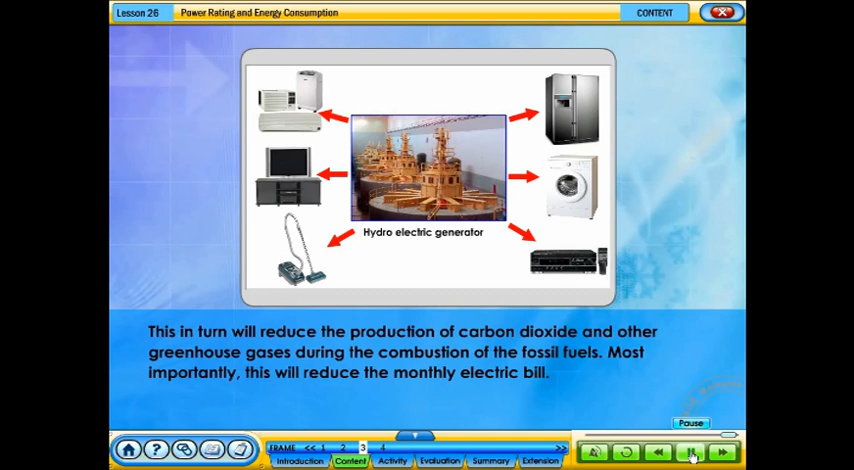 Lesson 26
Power Rating and Energy Consumption
CONTENT
Hydro electric generator
This in turn will reduce the production of carbon dioxide and other
greenhouse gases during the combustion of the fossil fuels. Most
importantly, this will reduce the monthly electric bill.
Pause
FRAME << 1 2 3 4 >>
Introduction Content Activity Evaluation Summary Extension